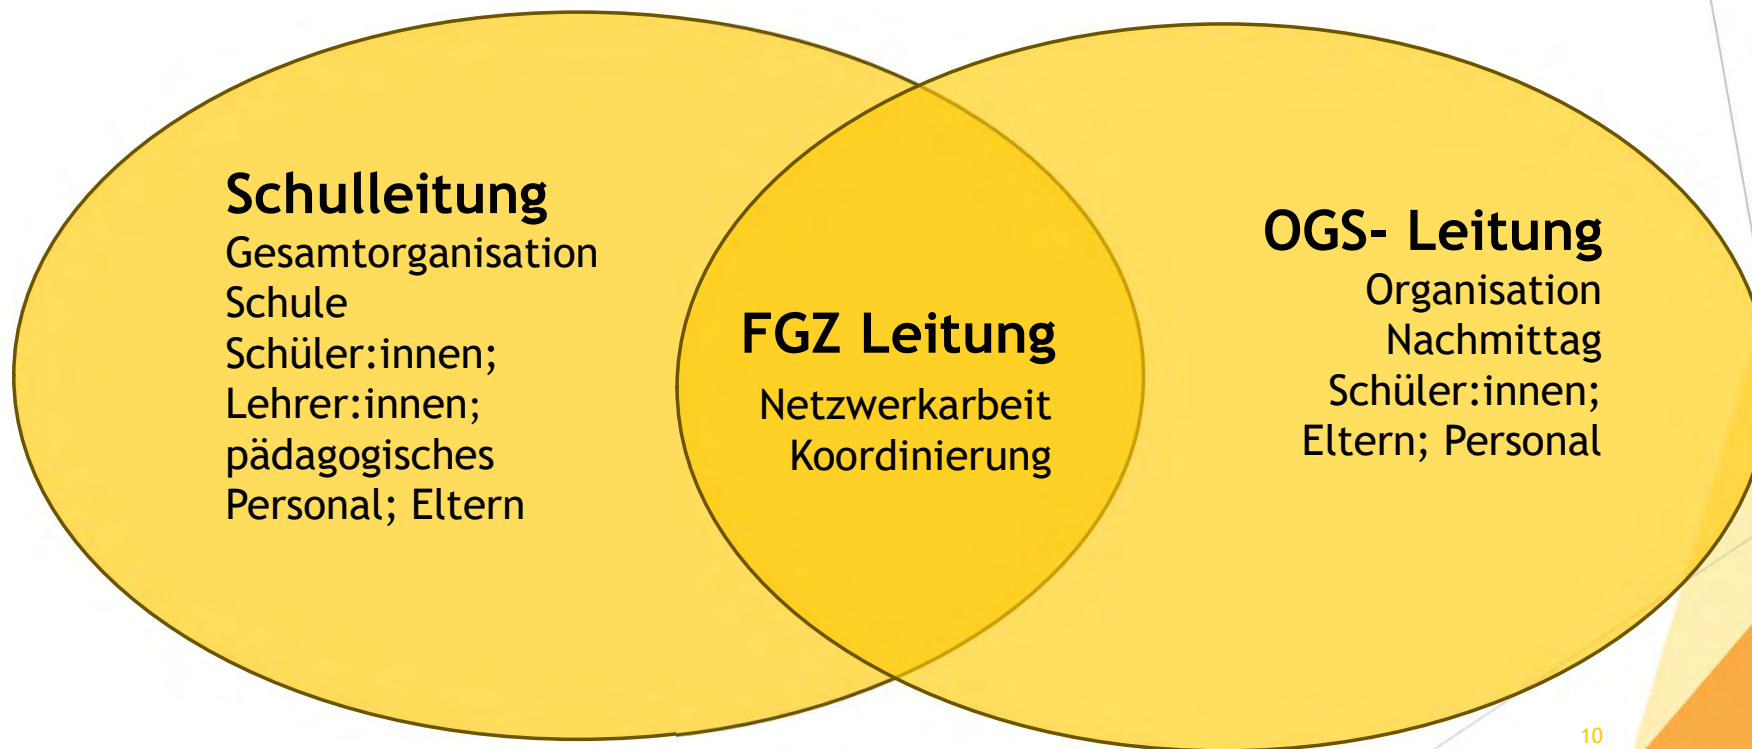 Schulleitung
Gesamtorganisation
Schule
Schüler:innen;
Lehrer:innen;
pädagogisches
Personal; Eltern
FGZ Leitung
Netzwerkarbeit
Koordinierung
OGS- Leitung
Organisation
Nachmittag
Schüler:innen;
Eltern; Personal
10